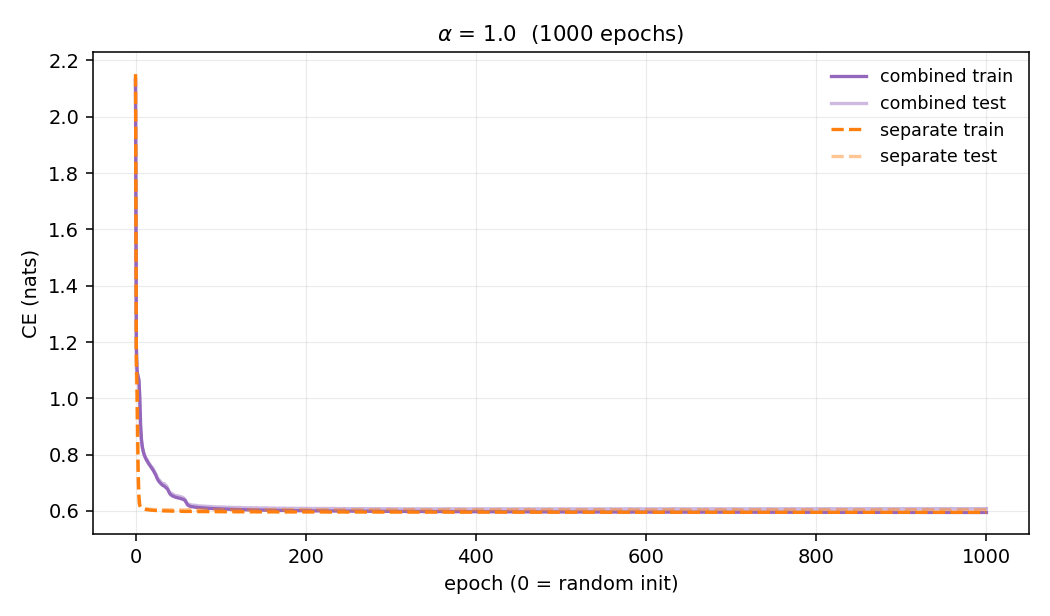 α = 1.0 (1000 epochs)
2.2
2.0
1.8
1.6
1.4
1.2
1.0
0.8
0.6
CE (nats)
combined train
combined test
separate train
separate test
0 200 400 600 800 1000
epoch (0 = random init)